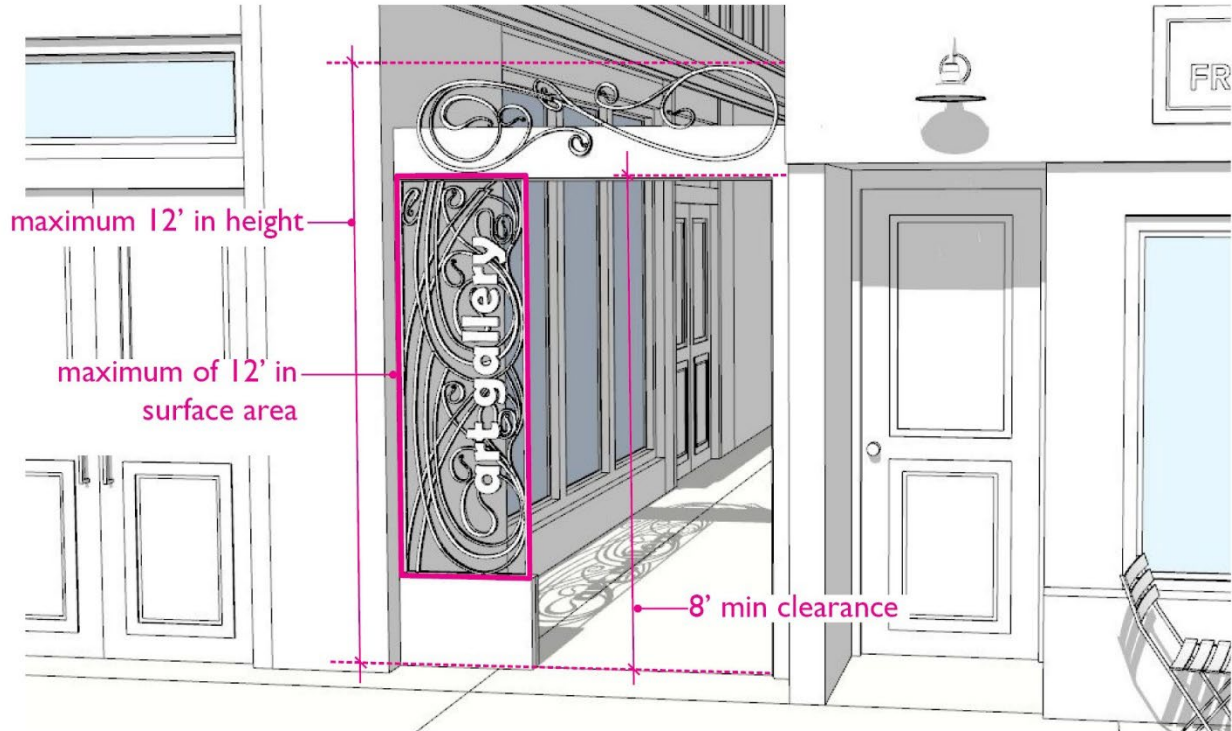 FR
maximum 12’ in height
maximum of 12’ in
surface area
art gallery
8’ min clearance